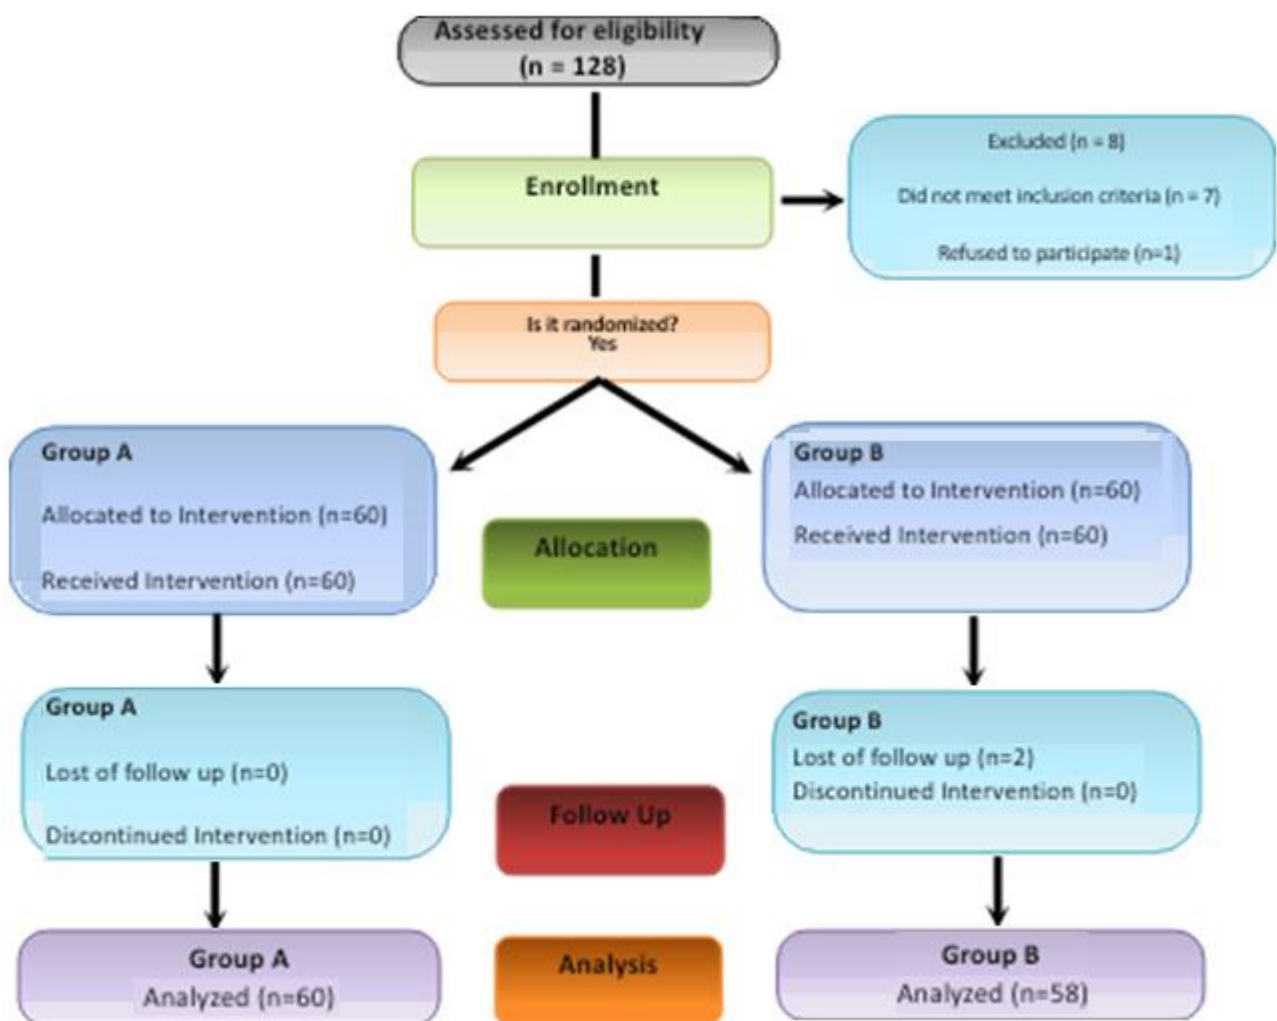 Assessed for eligibility
(n = 128)
Enrollment
Excluded (n = 8)
Did not meet inclusion criteria (n = 7)
Refused to participate (n=1)
Is it randomized?
Yes
Group A
Allocated to Intervention (n=60)
Received Intervention (n=60)
Allocation
Group B
Allocated to Intervention (n=60)
Received Intervention (n=60)
Group A
Lost of follow up (n=0)
Discontinued Intervention (n=0)
Follow Up
Group B
Lost of follow up (n=2)
Discontinued Intervention (n=0)
Group A
Analyzed (n=60)
Analysis
Group B
Analyzed (n=58)